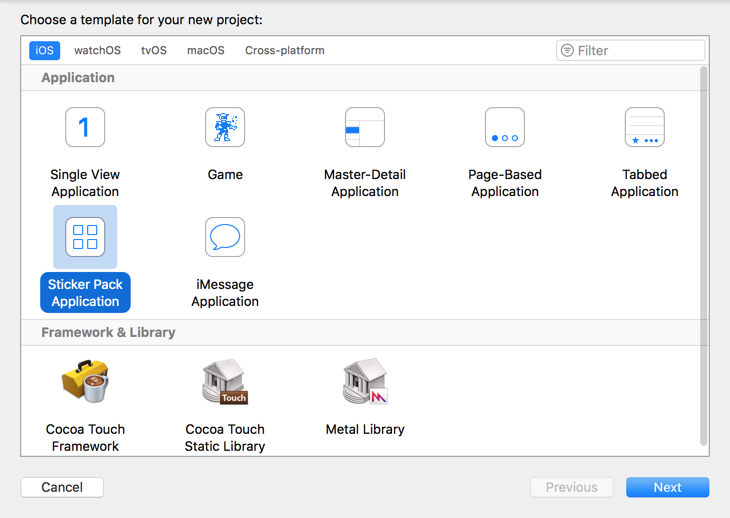 Choose a template for your new project:
iOS watchOS tvOS macOS Cross-platform Filter
Application
1
Single View
Application
Game
Master-Detail
Application
Page-Based
Application
Tabbed
Application
Sticker Pack
Application
iMessage
Application
Framework & Library
Touch
Cocoa Touch
Framework
Cocoa Touch
Static Library
Metal Library
Cancel Previous Next